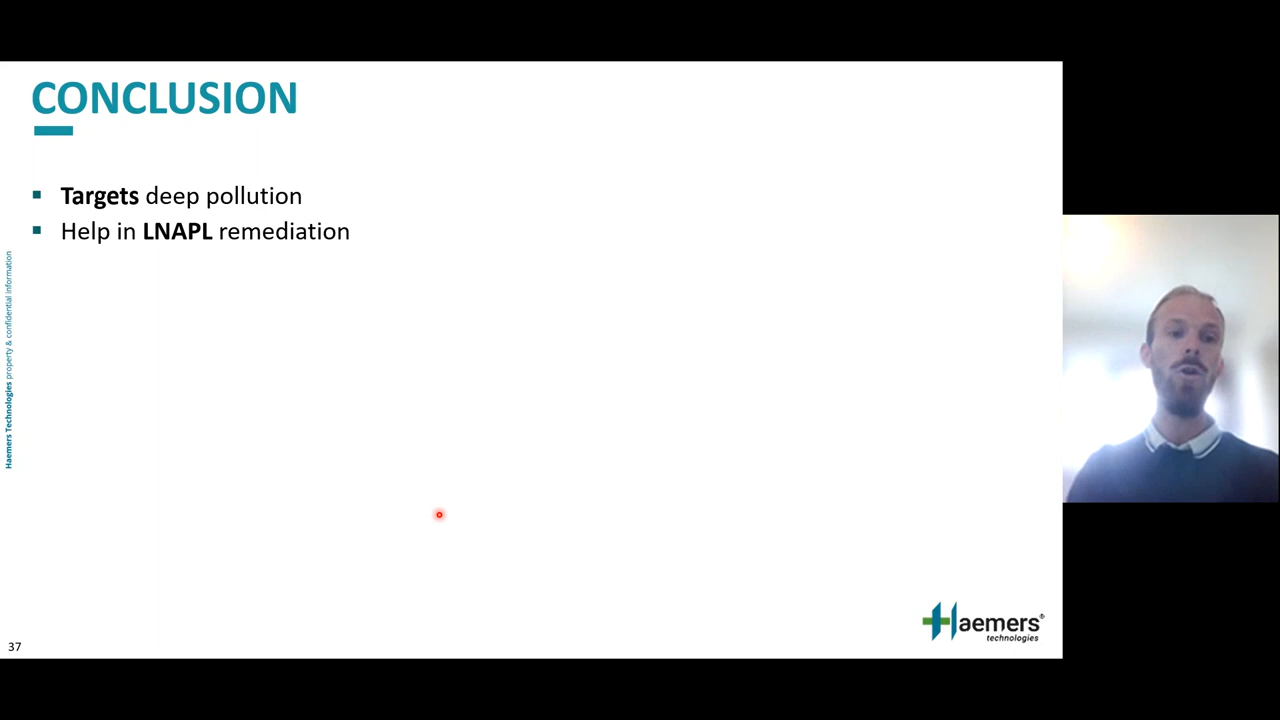 CONCLUSION
Targets deep pollution
Help in LNAPL remediation
Haemers Technologies property & confidential information
Haemers®
technologies
37